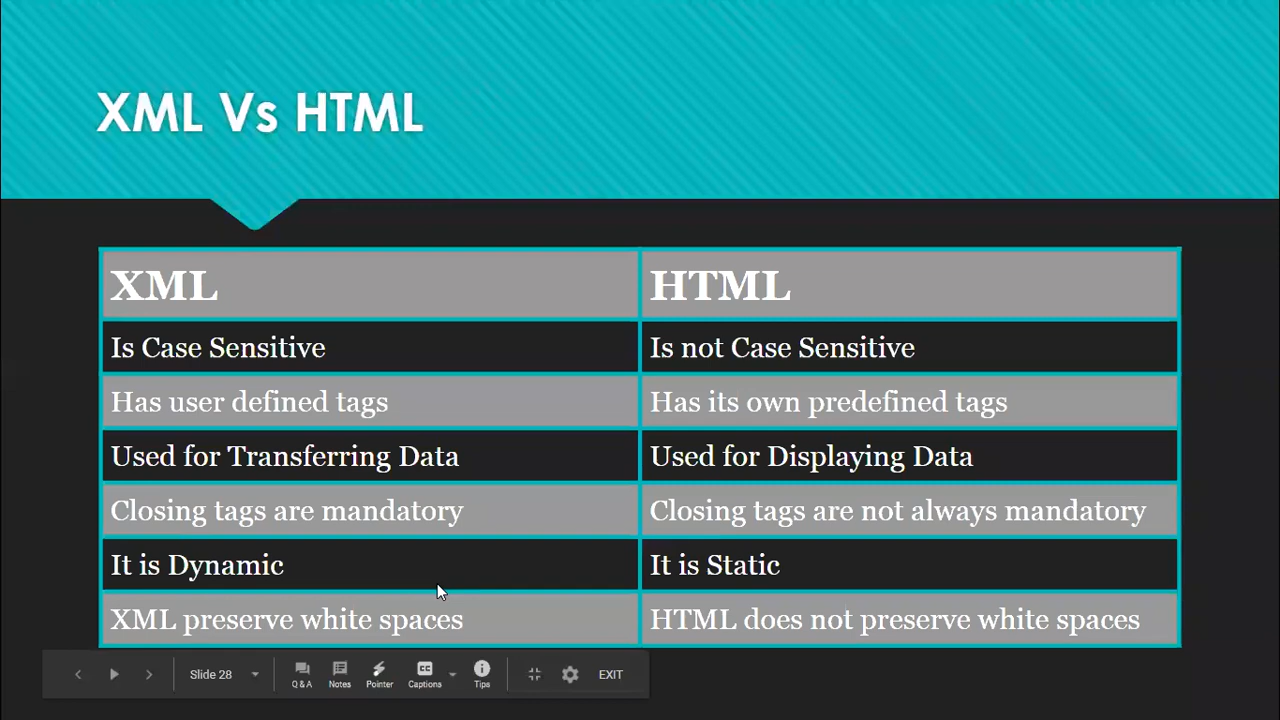 XML Vs HTML
XML
HTML
Is Case Sensitive
Is not Case Sensitive
Has user defined tags
Has its own predefined tags
Used for Transferring Data
Used for Displaying Data
Closing tags are mandatory
Closing tags are not always mandatory
It is Dynamic
It is Static
XML preserve white spaces
HTML does not preserve white spaces
Slide 28
Q & A
Notes
Pointer
CC
Captions
Tips
EXIT